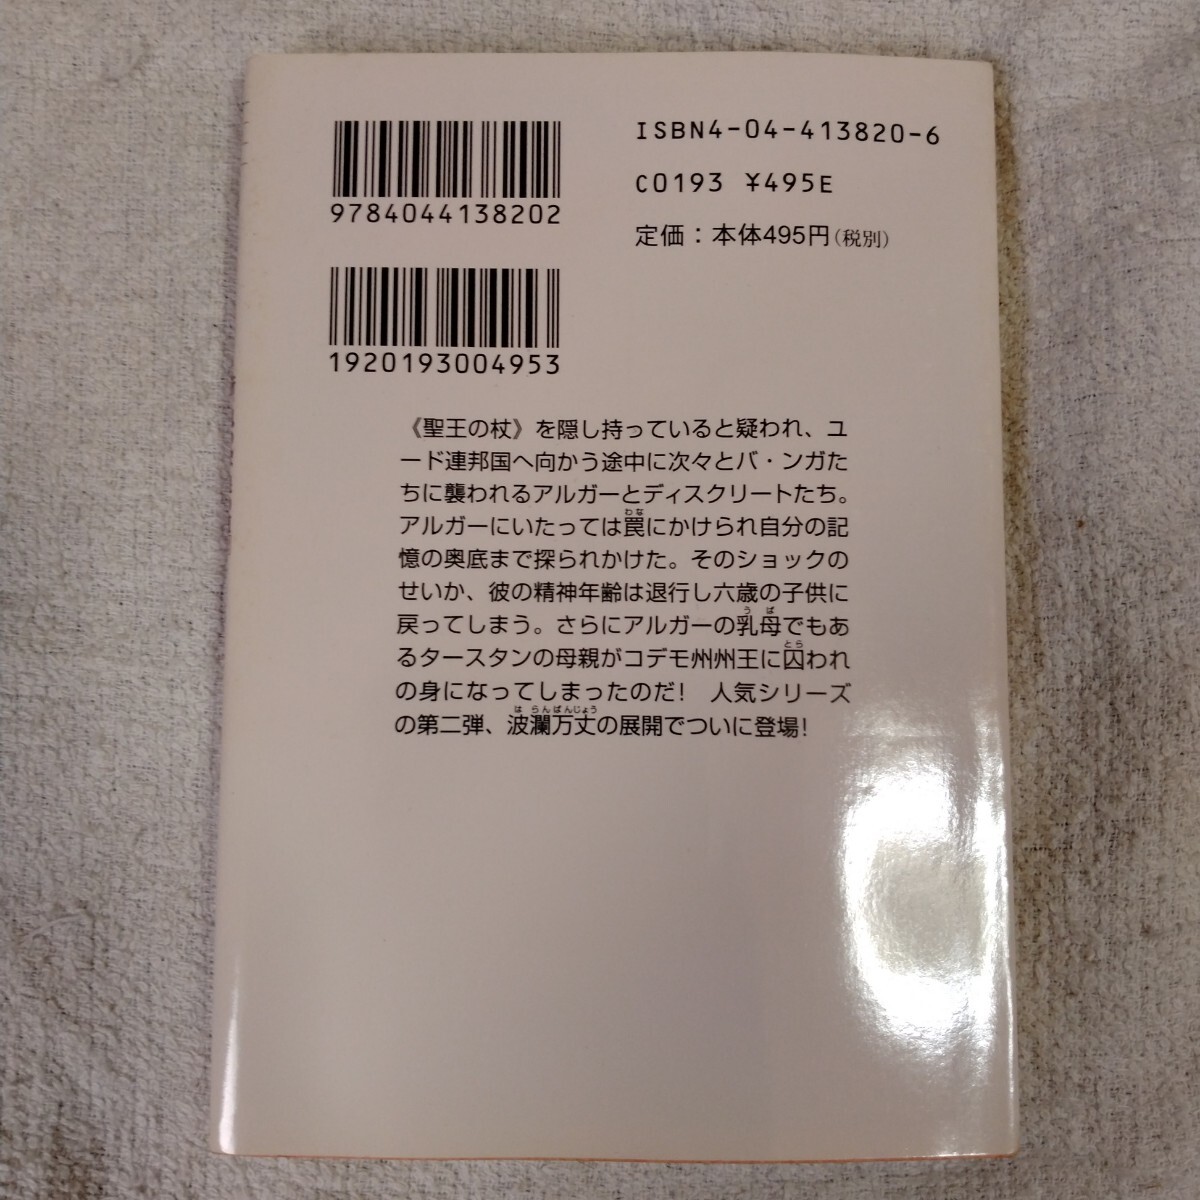 9784044138202
1920193004953
ISBN4-04-413820-6
C0193 ¥495E
定価：本体495円（税別）
《聖王の杖》を隠し持っていると疑われ、ユ
ード連邦国へ向かう途中に次々とバ・ンガた
ちに襲われるアルガーとディスクリートたち。
アルガーにいたっては罠にかけられ自分の記
憶の奥底まで探られかけた。そのショックの
せいか、彼の精神年齢は退行し六歳の子供に
戻ってしまう。さらにアルガーの乳母でもあ
るタースタンの母親がコデモ州州王に囚われ
の身になってしまったのだ！　人気シリーズ
の第二弾、波瀾万丈の展開でついに登場！